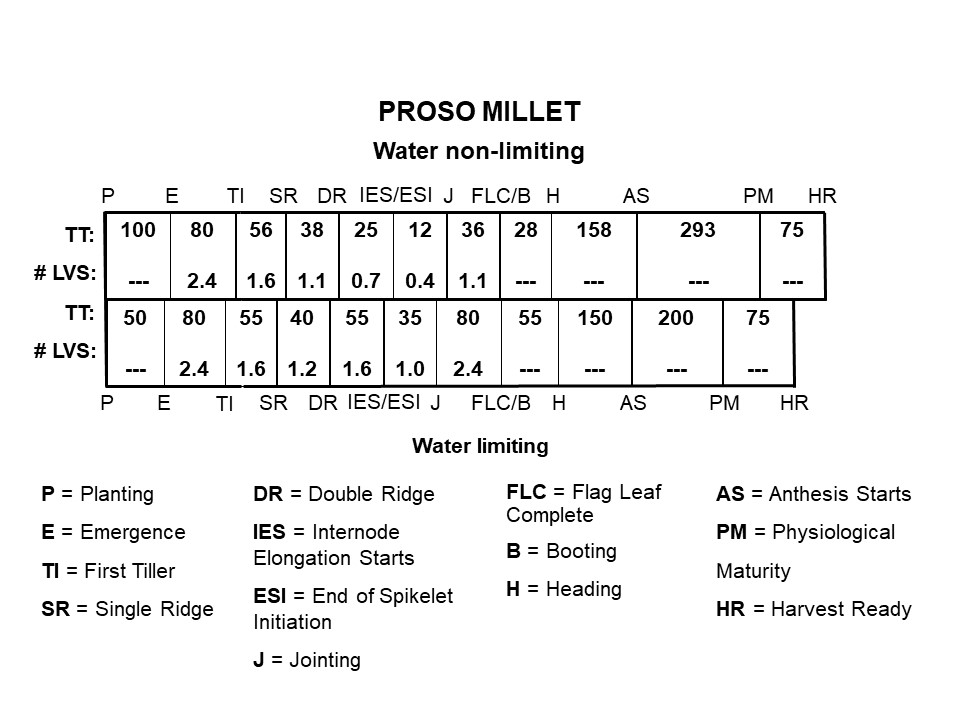 PROSO MILLET
Water non-limiting
P E TI SR DR IES/ESI J FLC/B H AS PM HR
TT: 100 80 56 38 25 12 36 28 158 293 75
# LVS: --- 2.4 1.6 1.1 0.7 0.4 1.1 --- --- --- ---
TT: 50 80 55 40 55 35 80 55 150 200 75
# LVS: --- 2.4 1.6 1.2 1.6 1.0 2.4 --- --- --- ---
P E TI SR DR IES/ESI J FLC/B H AS PM HR
Water limiting
P = Planting
E = Emergence
TI = First Tiller
SR = Single Ridge
DR = Double Ridge
IES = Internode
Elongation Starts
ESI = End of Spikelet
Initiation
J = Jointing
FLC = Flag Leaf
Complete
B = Booting
H = Heading
AS = Anthesis Starts
PM = Physiological
Maturity
HR = Harvest Ready